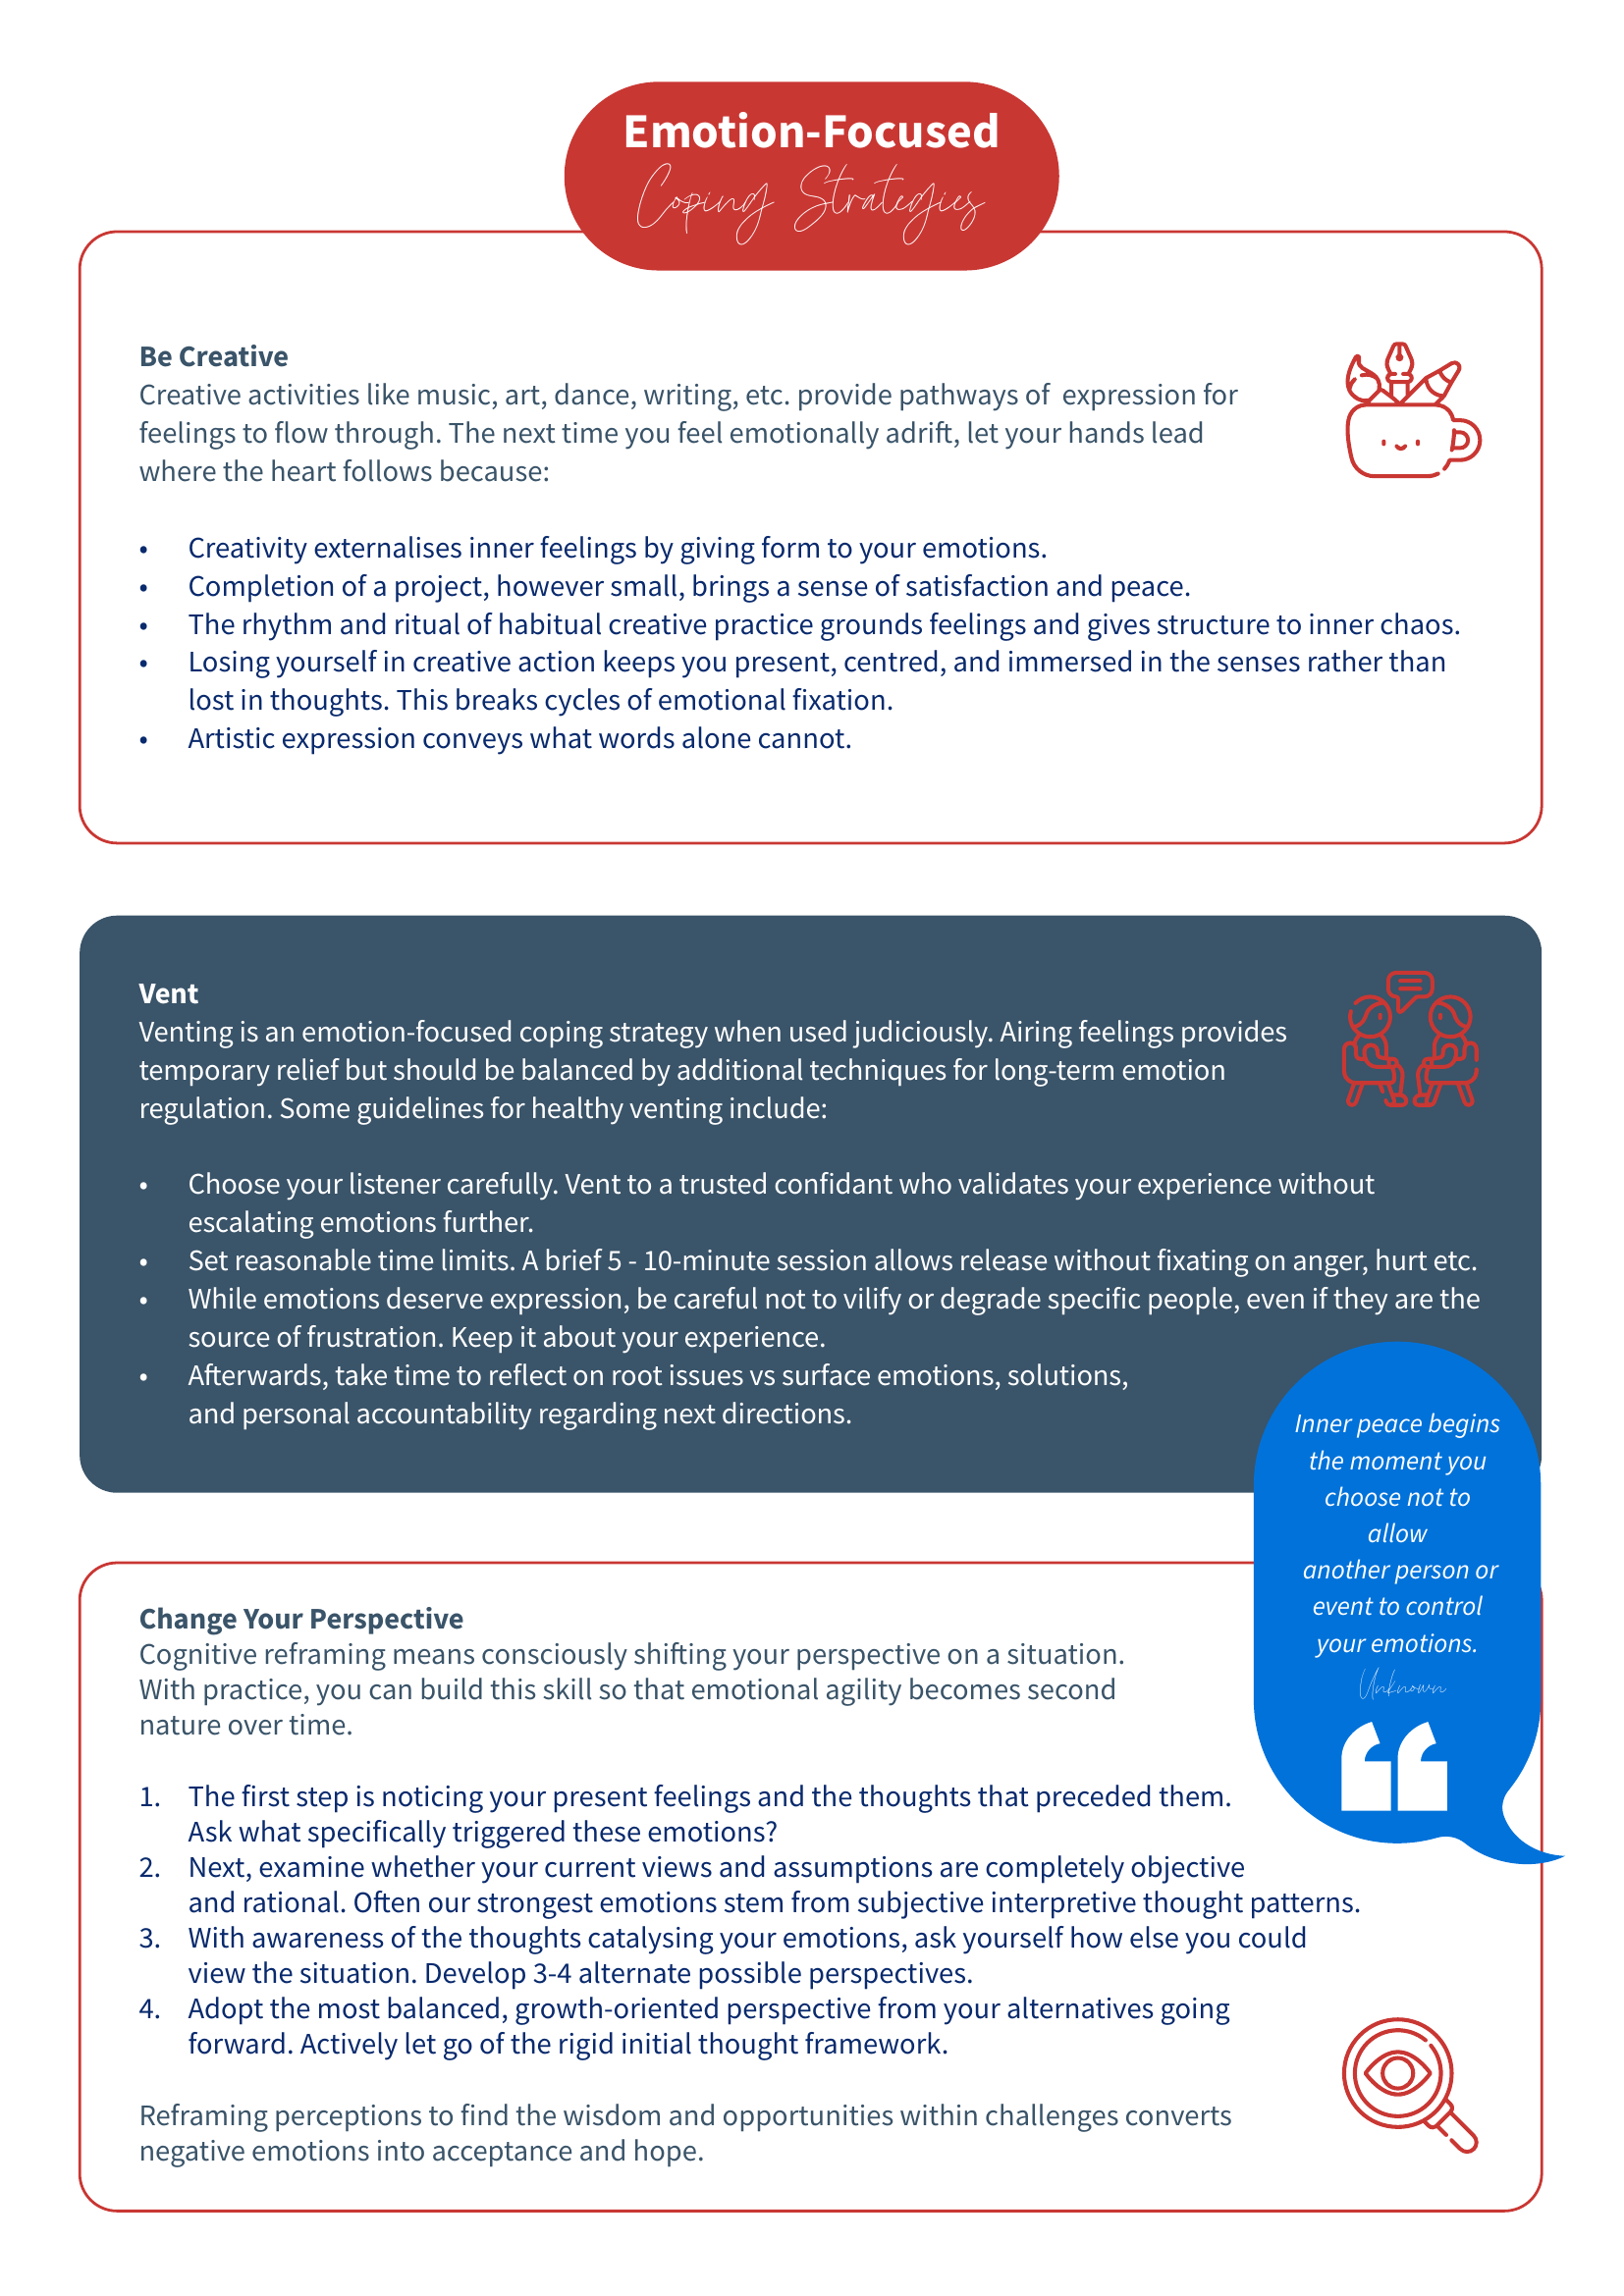 Emotion-Focused
Coping Strategies
Be Creative
Creative activities like music, art, dance, writing, etc. provide pathways of  expression for
feelings to flow through. The next time you feel emotionally adrift, let your hands lead
where the heart follows because:
• Creativity externalises inner feelings by giving form to your emotions.
• Completion of a project, however small, brings a sense of satisfaction and peace.
• The rhythm and ritual of habitual creative practice grounds feelings and gives structure to inner chaos.
• Losing yourself in creative action keeps you present, centred, and immersed in the senses rather than
lost in thoughts. This breaks cycles of emotional fixation.
• Artistic expression conveys what words alone cannot.
Vent
Venting is an emotion-focused coping strategy when used judiciously. Airing feelings provides
temporary relief but should be balanced by additional techniques for long-term emotion
regulation. Some guidelines for healthy venting include:
• Choose your listener carefully. Vent to a trusted confidant who validates your experience without
escalating emotions further.
• Set reasonable time limits. A brief 5 - 10-minute session allows release without fixating on anger, hurt etc.
• While emotions deserve expression, be careful not to vilify or degrade specific people, even if they are the
source of frustration. Keep it about your experience.
• Afterwards, take time to reflect on root issues vs surface emotions, solutions,
and personal accountability regarding next directions.
Inner peace begins
the moment you
choose not to
allow
another person or
event to control
your emotions.
Unknown
Change Your Perspective
Cognitive reframing means consciously shifting your perspective on a situation.
With practice, you can build this skill so that emotional agility becomes second
nature over time.
1. The first step is noticing your present feelings and the thoughts that preceded them.
Ask what specifically triggered these emotions?
2. Next, examine whether your current views and assumptions are completely objective
and rational. Often our strongest emotions stem from subjective interpretive thought patterns.
3. With awareness of the thoughts catalysing your emotions, ask yourself how else you could
view the situation. Develop 3-4 alternate possible perspectives.
4. Adopt the most balanced, growth-oriented perspective from your alternatives going
forward. Actively let go of the rigid initial thought framework.
Reframing perceptions to find the wisdom and opportunities within challenges converts
negative emotions into acceptance and hope.